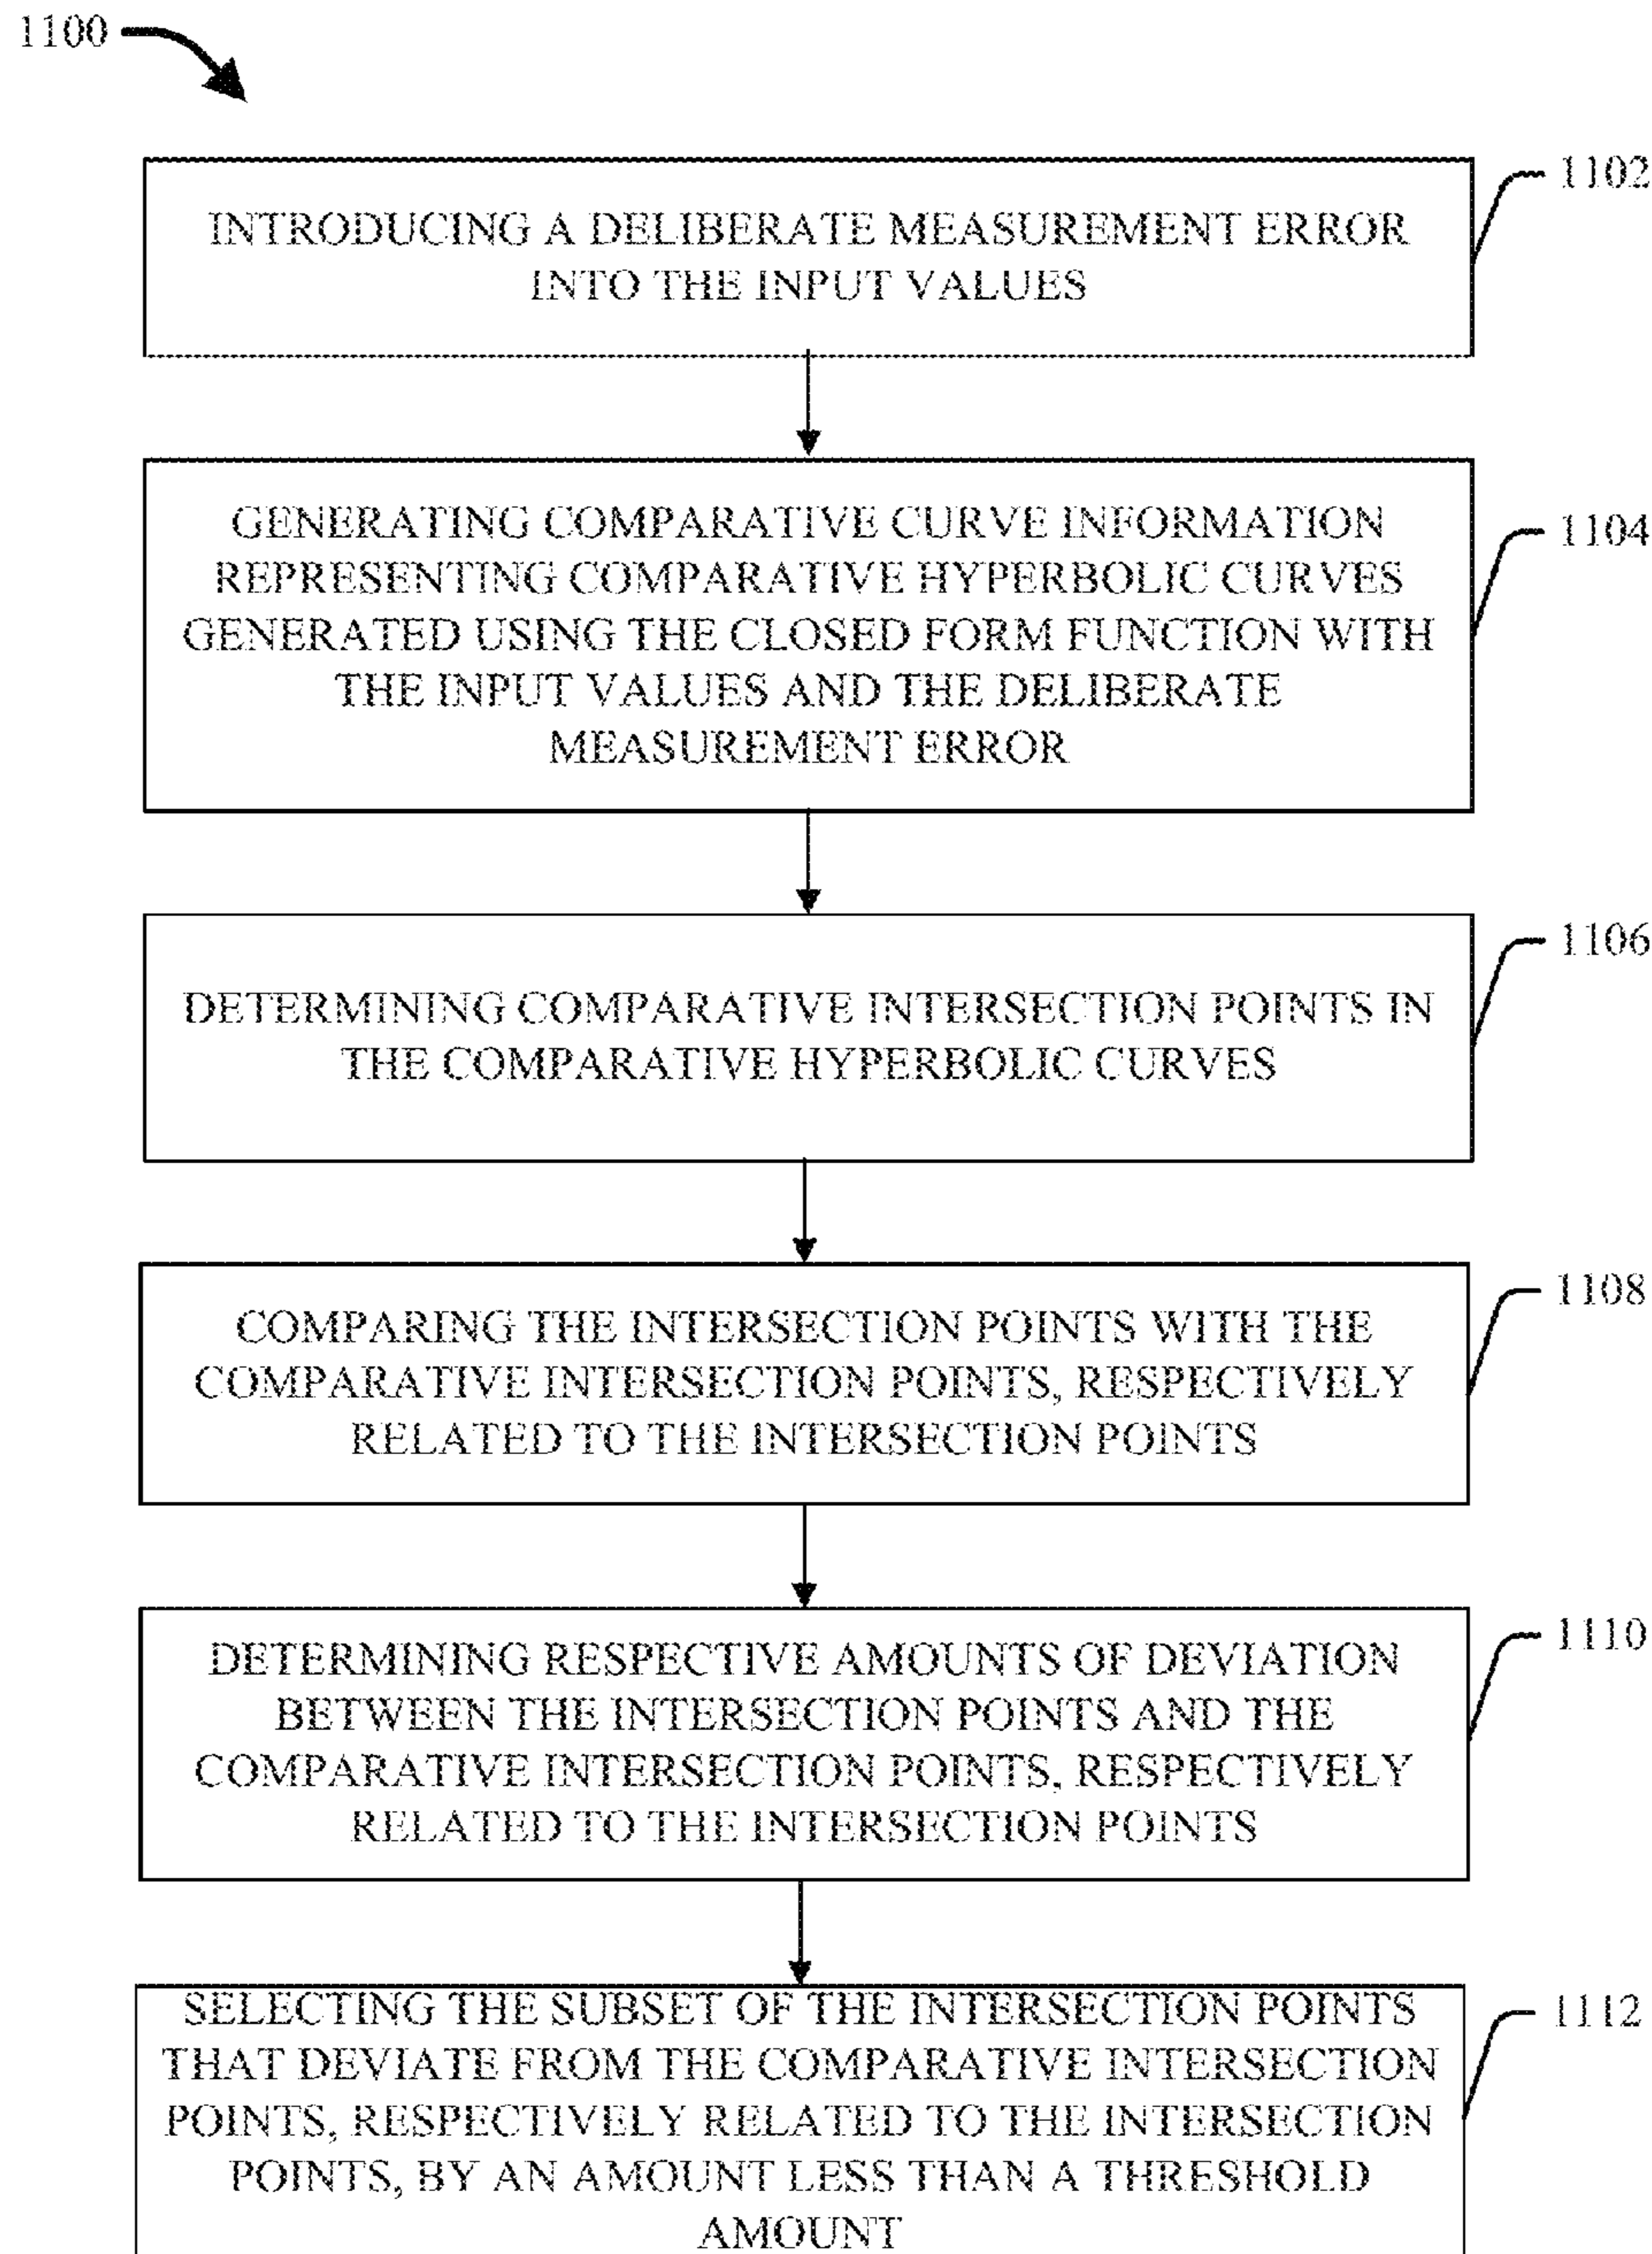 1100
1102
INTRODUCING A DELIBERATE MEASUREMENT ERROR
INTO THE INPUT VALUES
1104
GENERATING COMPARATIVE CURVE INFORMATION
REPRESENTING COMPARATIVE HYPERBOLIC CURVES
GENERATED USING THE CLOSED FORM FUNCTION WITH
THE INPUT VALUES AND THE DELIBERATE
MEASUREMENT ERROR
1106
DETERMINING COMPARATIVE INTERSECTION POINTS IN
THE COMPARATIVE HYPERBOLIC CURVES
1108
COMPARING THE INTERSECTION POINTS WITH THE
COMPARATIVE INTERSECTION POINTS, RESPECTIVELY
RELATED TO THE INTERSECTION POINTS
1110
DETERMINING RESPECTIVE AMOUNTS OF DEVIATION
BETWEEN THE INTERSECTION POINTS AND THE
COMPARATIVE INTERSECTION POINTS, RESPECTIVELY
RELATED TO THE INTERSECTION POINTS
1112
SELECTING THE SUBSET OF THE INTERSECTION POINTS
THAT DEVIATE FROM THE COMPARATIVE INTERSECTION
POINTS, RESPECTIVELY RELATED TO THE INTERSECTION
POINTS, BY AN AMOUNT LESS THAN A THRESHOLD
AMOUNT